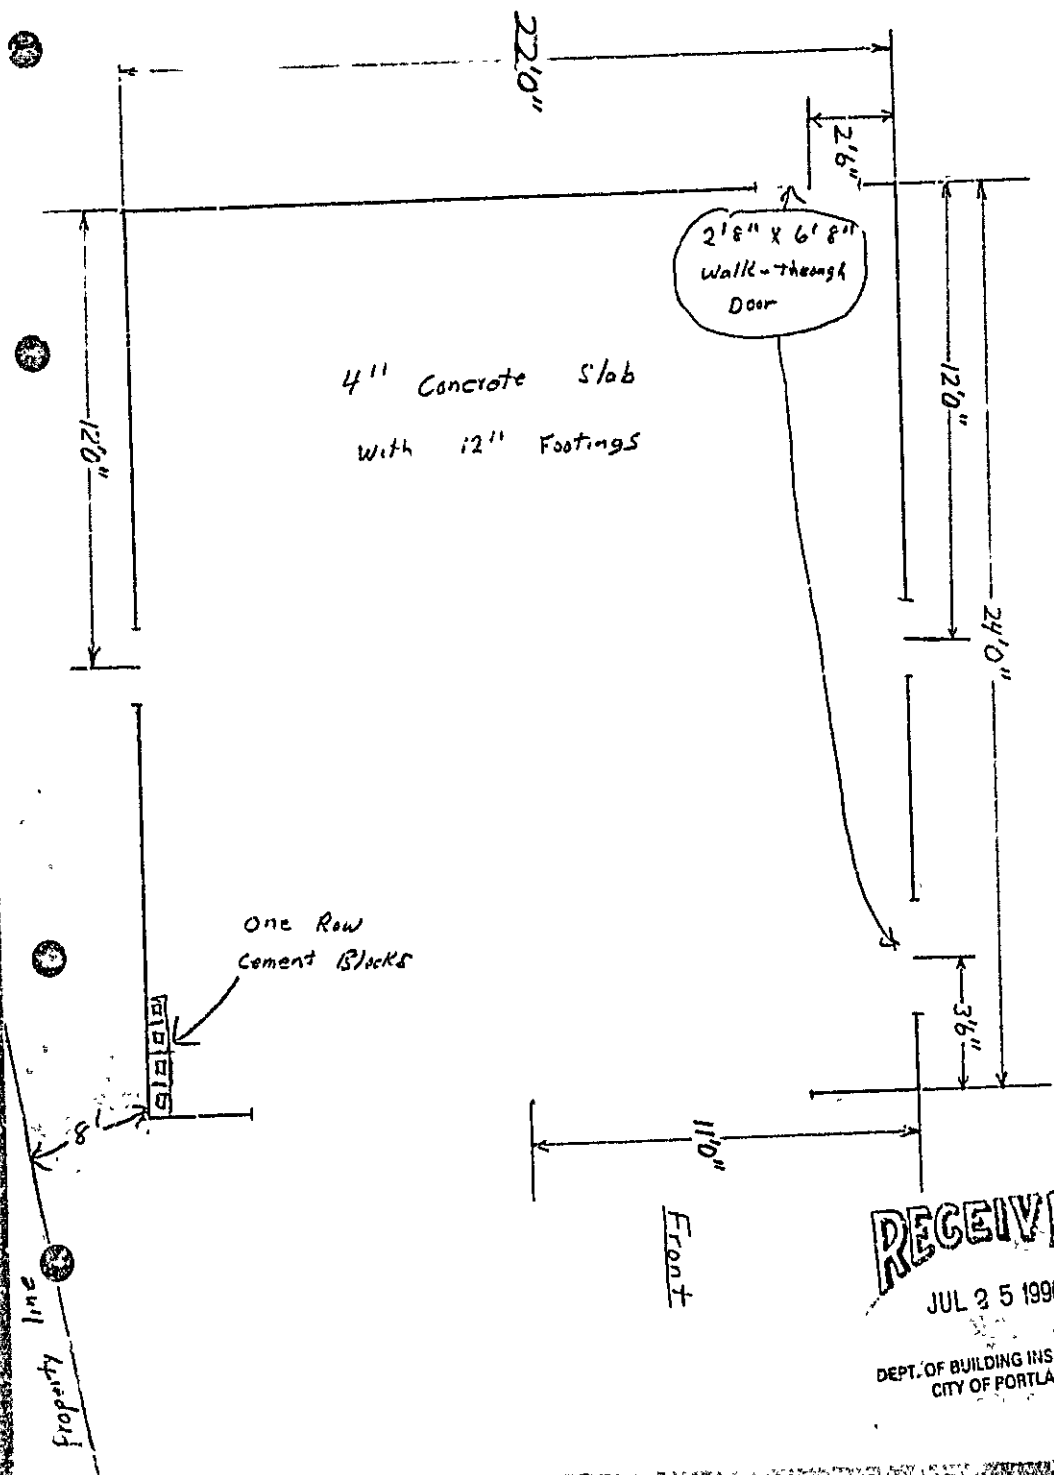 22'0"
2'6"
2'8" x 6'8"
Walk-through
Door
12'0"
12'0"
24'0"
4" Concrete Slab
With 12" Footings
One Row
Cement Blocks
3'6"
8'
11'0"
Front
RECEIV
JUL 25 199
DEPT. OF BUILDING INS
CITY OF PORTLA
Property line